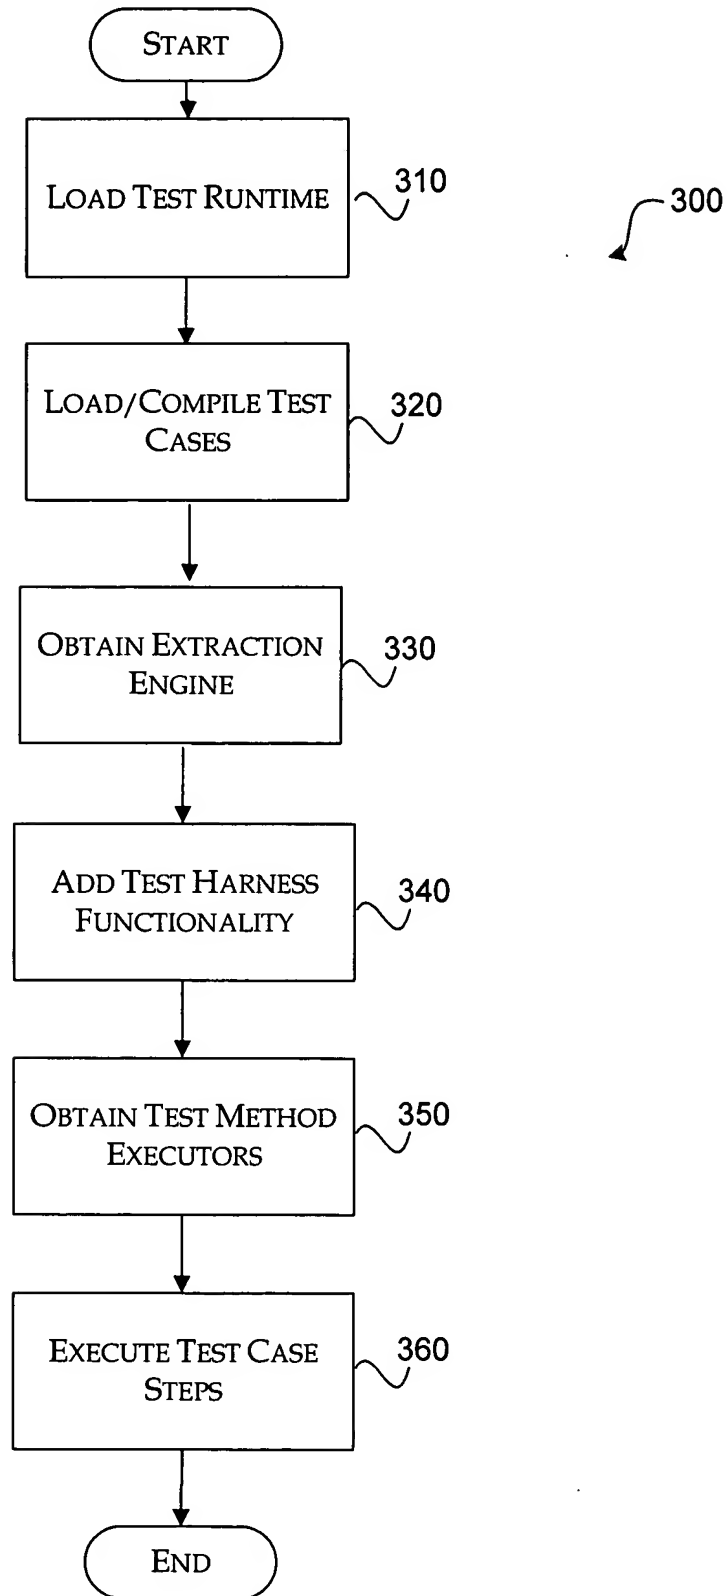 START
LOAD TEST RUNTIME
310
300
LOAD/COMPILE TEST
CASES
320
OBTAIN EXTRACTION
ENGINE
330
ADD TEST HARNESS
FUNCTIONALITY
340
OBTAIN TEST METHOD
EXECUTORS
350
EXECUTE TEST CASE
STEPS
360
END